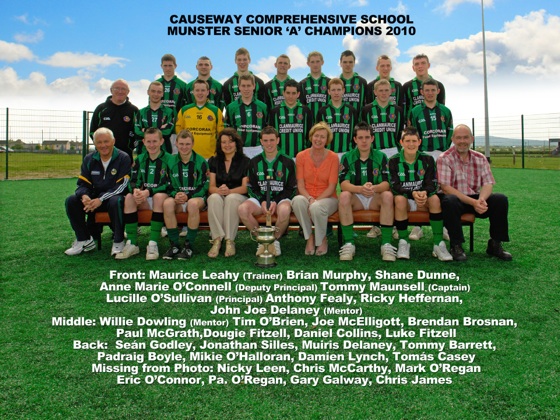 CAUSEWAY COMPREHENSIVE SCHOOL
MUNSTER SENIOR ‘A’ CHAMPIONS 2010
CLANMAURICE
CREDIT UNION
CORCORAN
Front: Maurice Leahy (Trainer) Brian Murphy, Shane Dunne,
Anne Marie O’Connell (Deputy Principal) Tommy Maunsell (Captain)
Lucille O’Sullivan (Principal) Anthony Fealy, Ricky Heffernan,
John Joe Delaney (Mentor)
Middle: Willie Dowling (Mentor) Tim O’Brien, Joe McElligott, Brendan Brosnan,
Paul McGrath,Dougie Fitzell, Daniel Collins, Luke Fitzell
Back: Seán Godley, Jonathan Silles, Muiris Delaney, Tommy Barrett,
Padraig Boyle, Mikie O’Halloran, Damien Lynch, Tomás Casey
Missing from Photo: Nicky Leen, Chris McCarthy, Mark O’Regan
Eric O’Connor, Pa. O’Regan, Gary Galway, Chris James